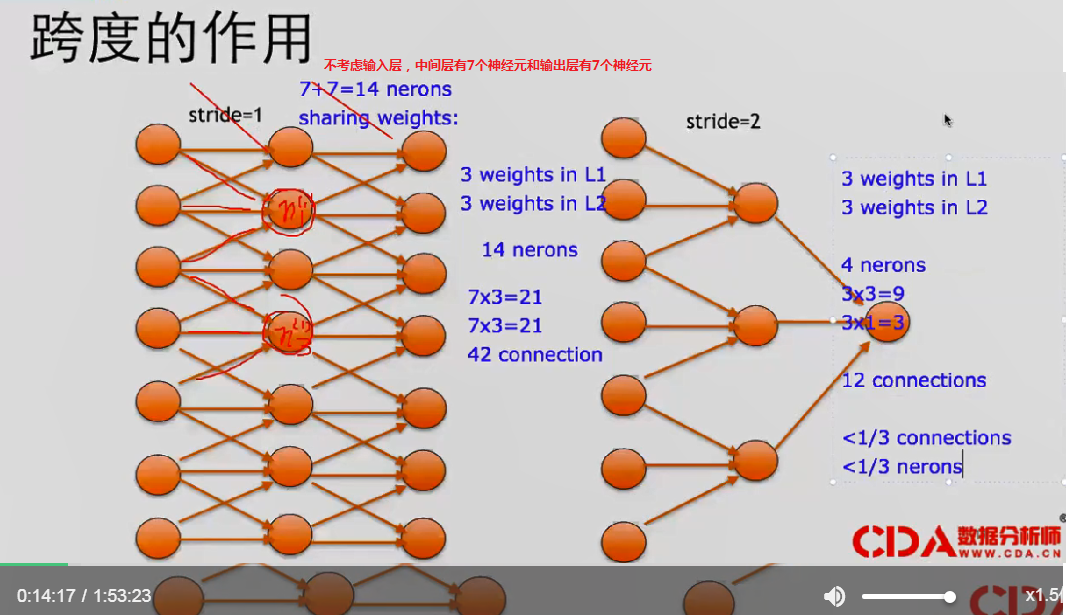 跨度的作用
不考虑输入层，中间层有7个神经元和输出层有7个神经元
7+7=14 nerons
sharing weights:
stride=1
3 weights in L1
3 weights in L2
14 nerons
7x3=21
7x3=21
42 connection
stride=2
3 weights in L1
3 weights in L2
4 nerons
3x3=9
3x1=3
12 connections
<1/3 connections
<1/3 nerons
CDA 数据分析师
WWW.CDA.CN
0:14:17 / 1:53:23